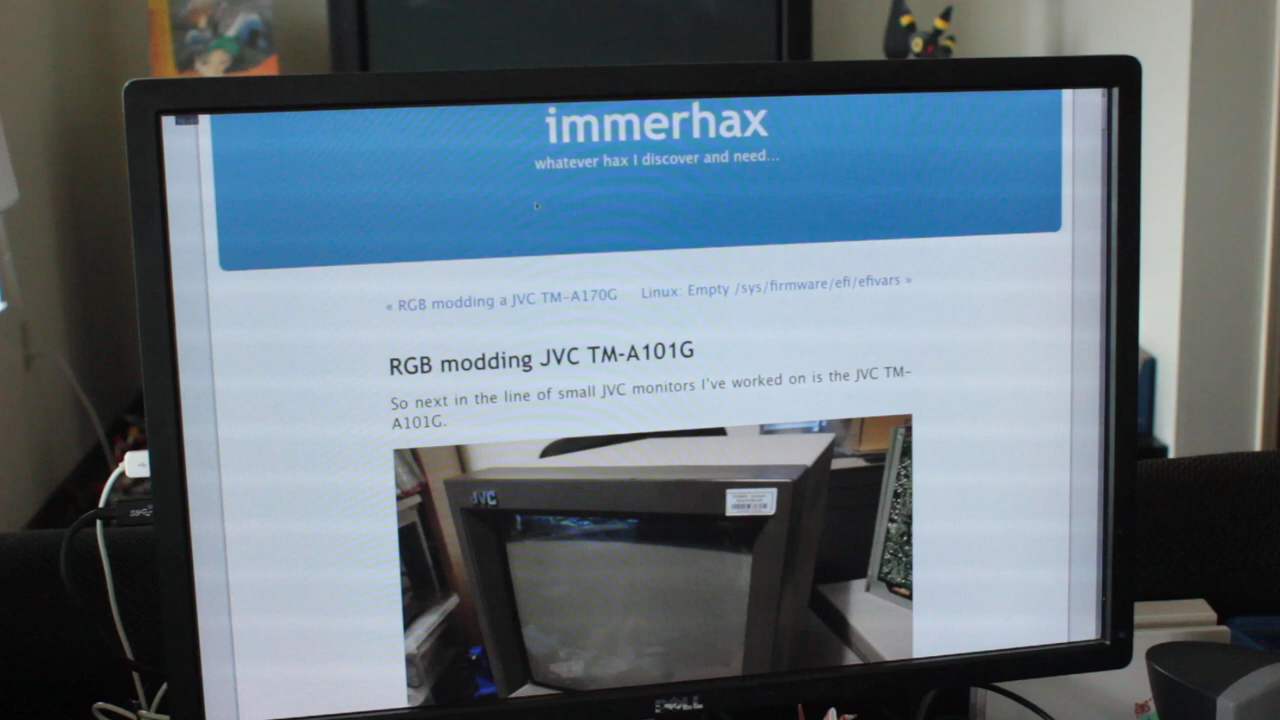 immerhax
whatever hax I discover and need...
« RGB modding a JVC TM-A170G Linux: Empty /sys/firmware/efi/efivars »
RGB modding JVC TM-A101G
So next in the line of small JVC monitors I've worked on is the JVC TM-
A101G.
JVC
DELL